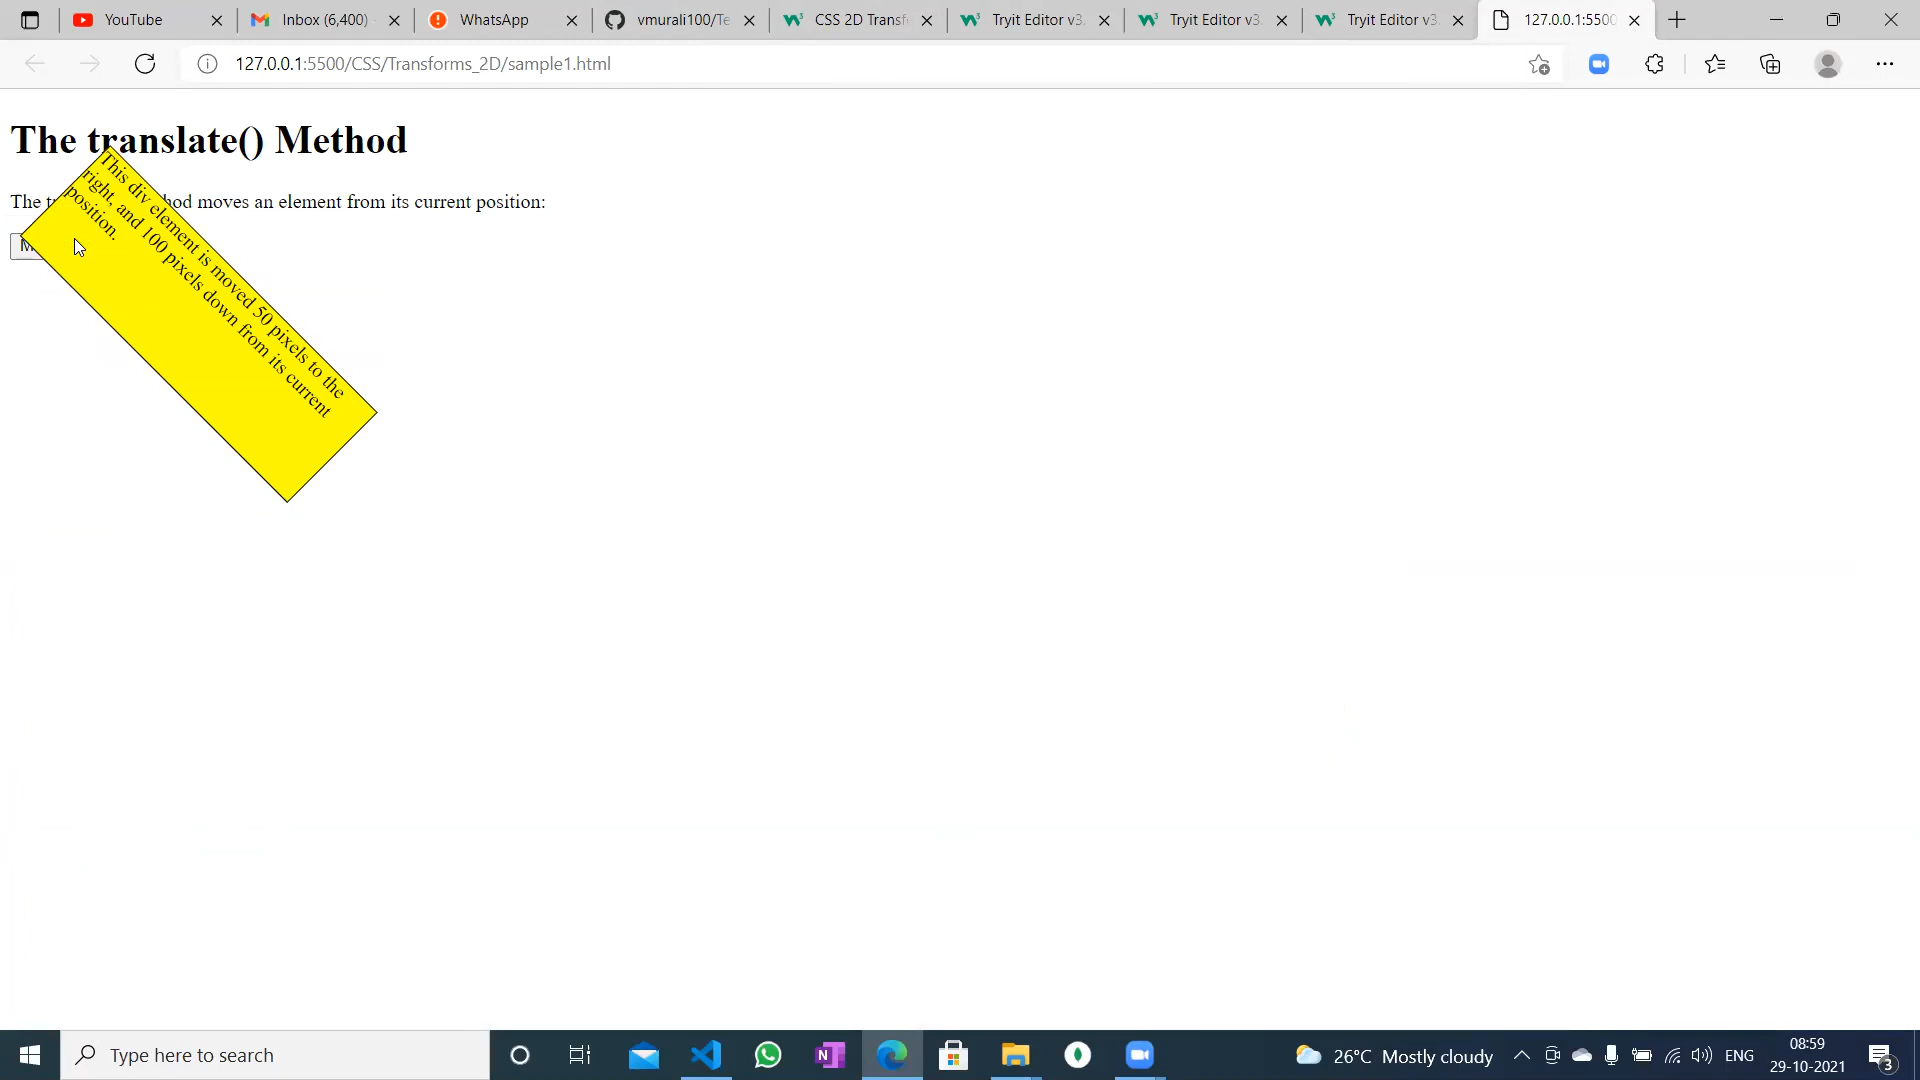 YouTube
Inbox (6,400)
WhatsApp
vmurali100/Te
CSS 2D Transf
Tryit Editor v3.
Tryit Editor v3.
Tryit Editor v3.
127.0.0.1:5500
127.0.0.1:5500/CSS/Transforms_2D/sample1.html
The translate() Method
The moves an element from its current position:
This div element is moved 50 pixels to the
right, and 100 pixels down from its current
position.
Type here to search
N
26°C Mostly cloudy
ENG
08:59
29-10-2021
3